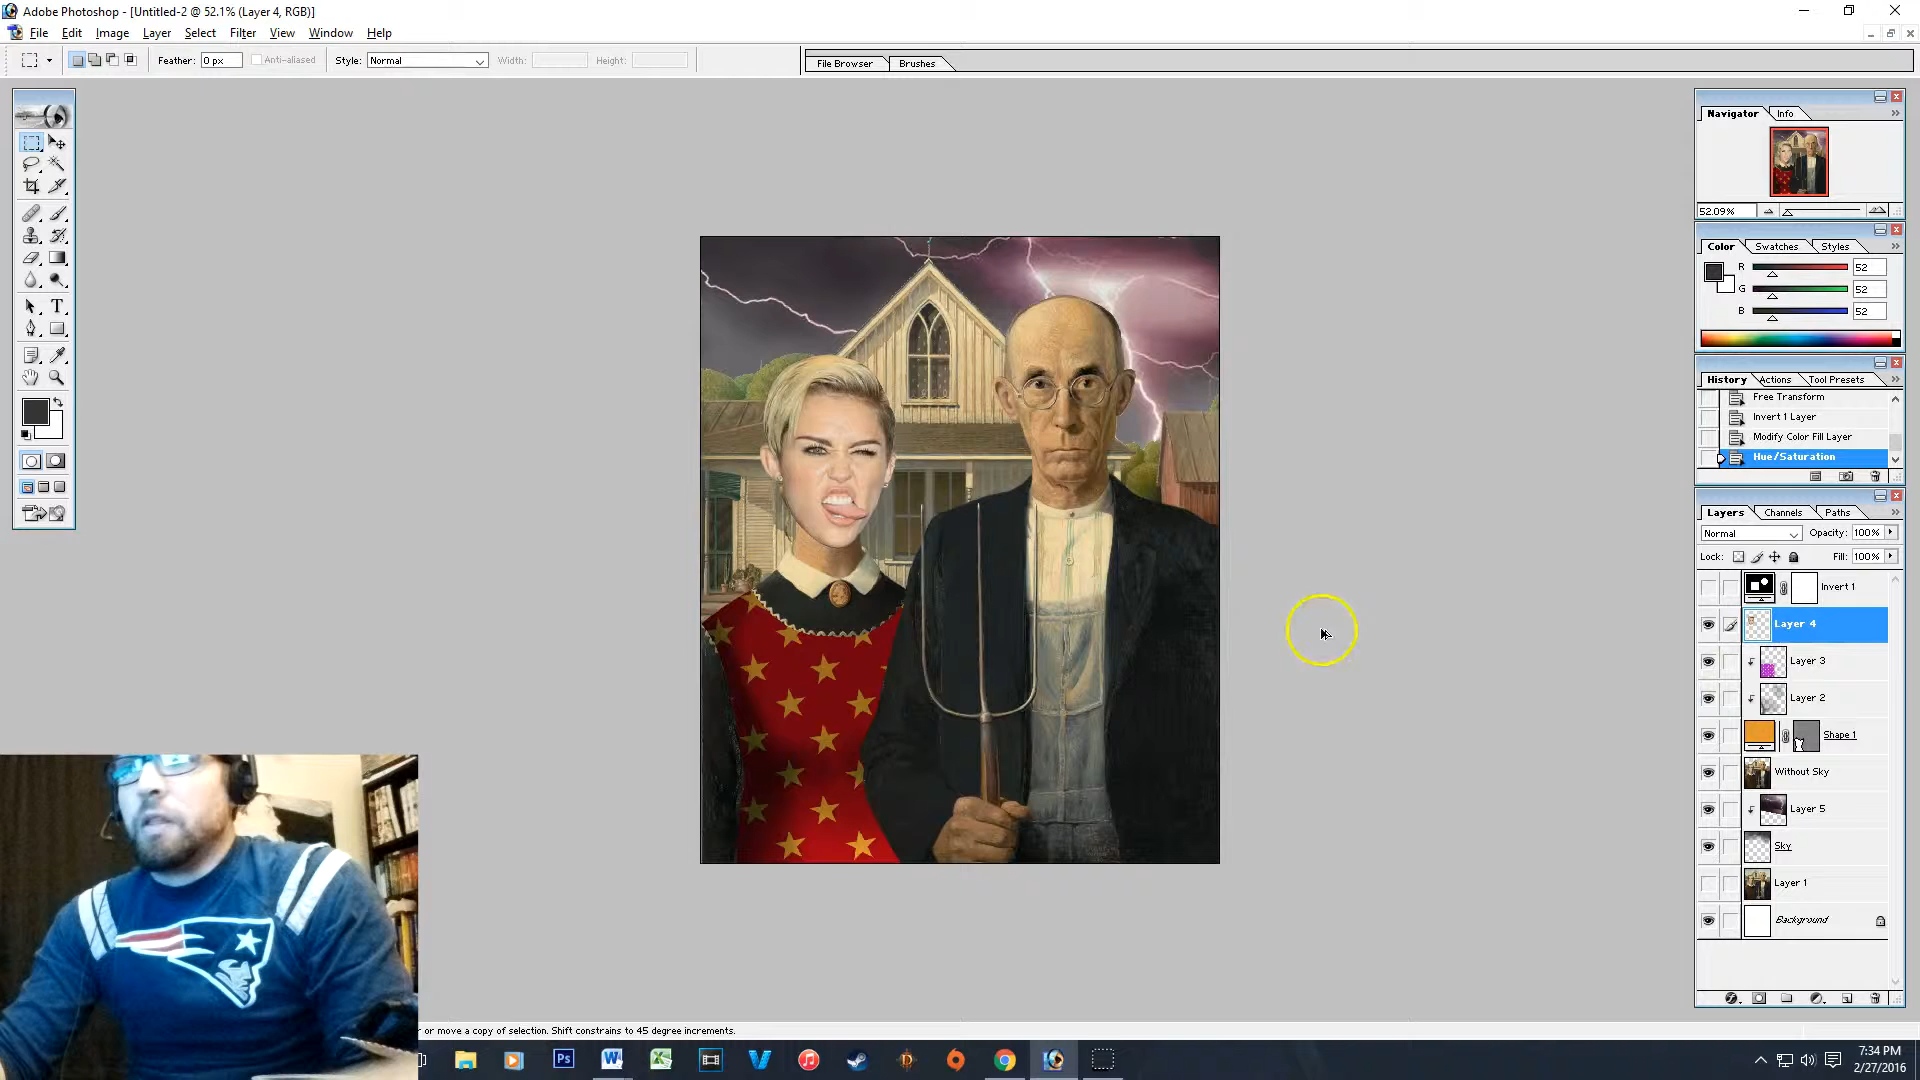 Adobe Photoshop - [Untitled-2 @ 52.1% (Layer 4, RGB)]
File Edit Image Layer Select Filter View Window Help
Feather: 0 px Anti-aliased Style: Normal Width: Height: File Browser Brushes
Navigator Info
52.09%
Color Swatches Styles
R 52
G 52
B 52
History Actions Tool Presets
Free Transform
Invert 1 Layer
Modify Color Fill Layer
Hue/Saturation
Layers Channels Paths
Normal Opacity: 100%
Lock: Fill: 100%
Invert 1
Layer 4
Layer 3
Layer 2
Shape 1
Without Sky
Layer 5
Sky
Layer 1
Background
or move a copy of selection. Shift constrains to 45 degree increments.
7:34 PM
2/27/2016